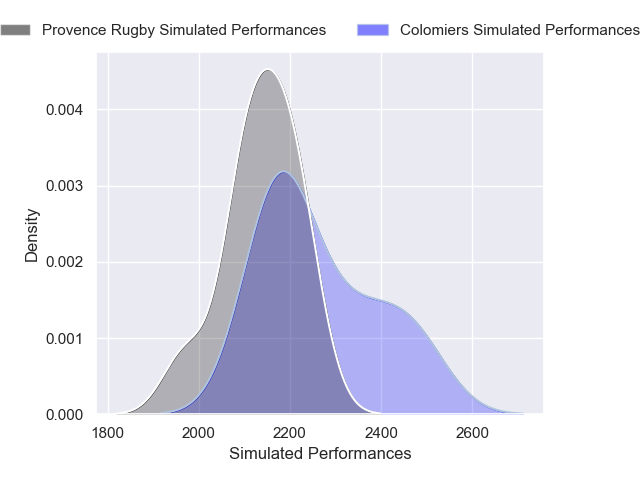 Provence Rugby Simulated Performances
Colomiers Simulated Performances
0.004
0.003
0.002
0.001
0.000
Density
1800
2000
2200
2400
2600
Simulated Performances